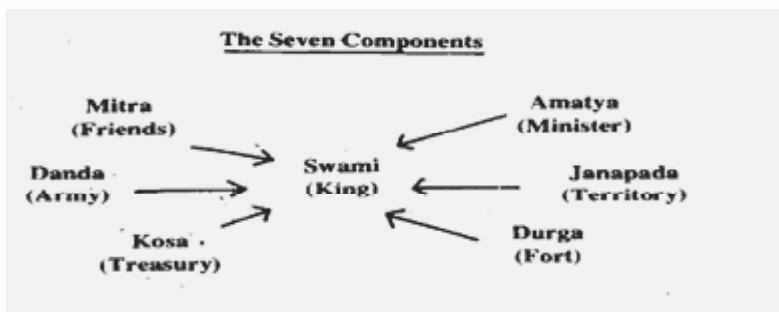 The Seven Components
Mitra
(Friends)
Amatya
(Minister)
Danda
(Army)
Swami
(King)
Janapada
(Territory)
Kosa
(Treasury)
Durga
(Fort)